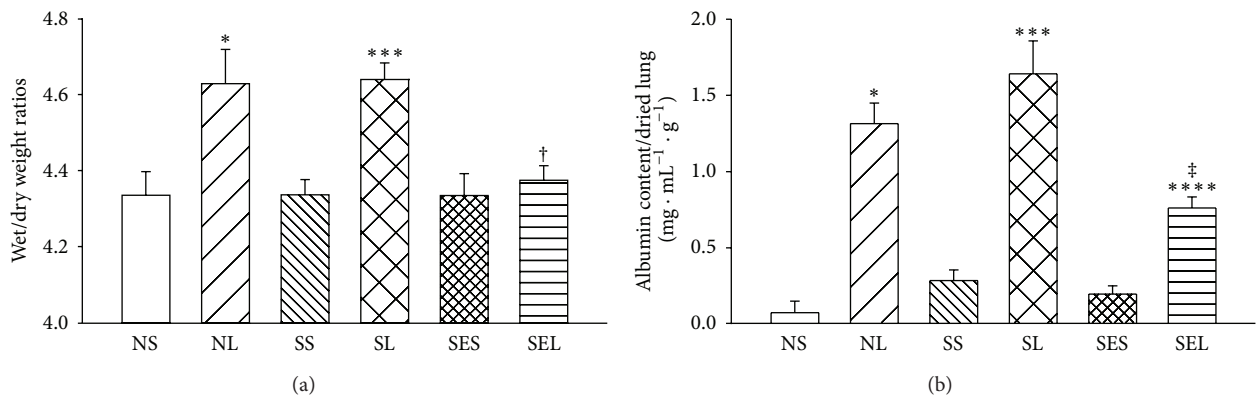 Wet/dry weight ratios
4.8
4.6
4.4
4.2
4.0
*
***
†
NS NL SS SL SES SEL
(a)
Albumin content/dried lung
(mg · mL⁻¹ · g⁻¹)
2.0
1.5
1.0
0.5
0.0
*
***
‡
****
NS NL SS SL SES SEL
(b)